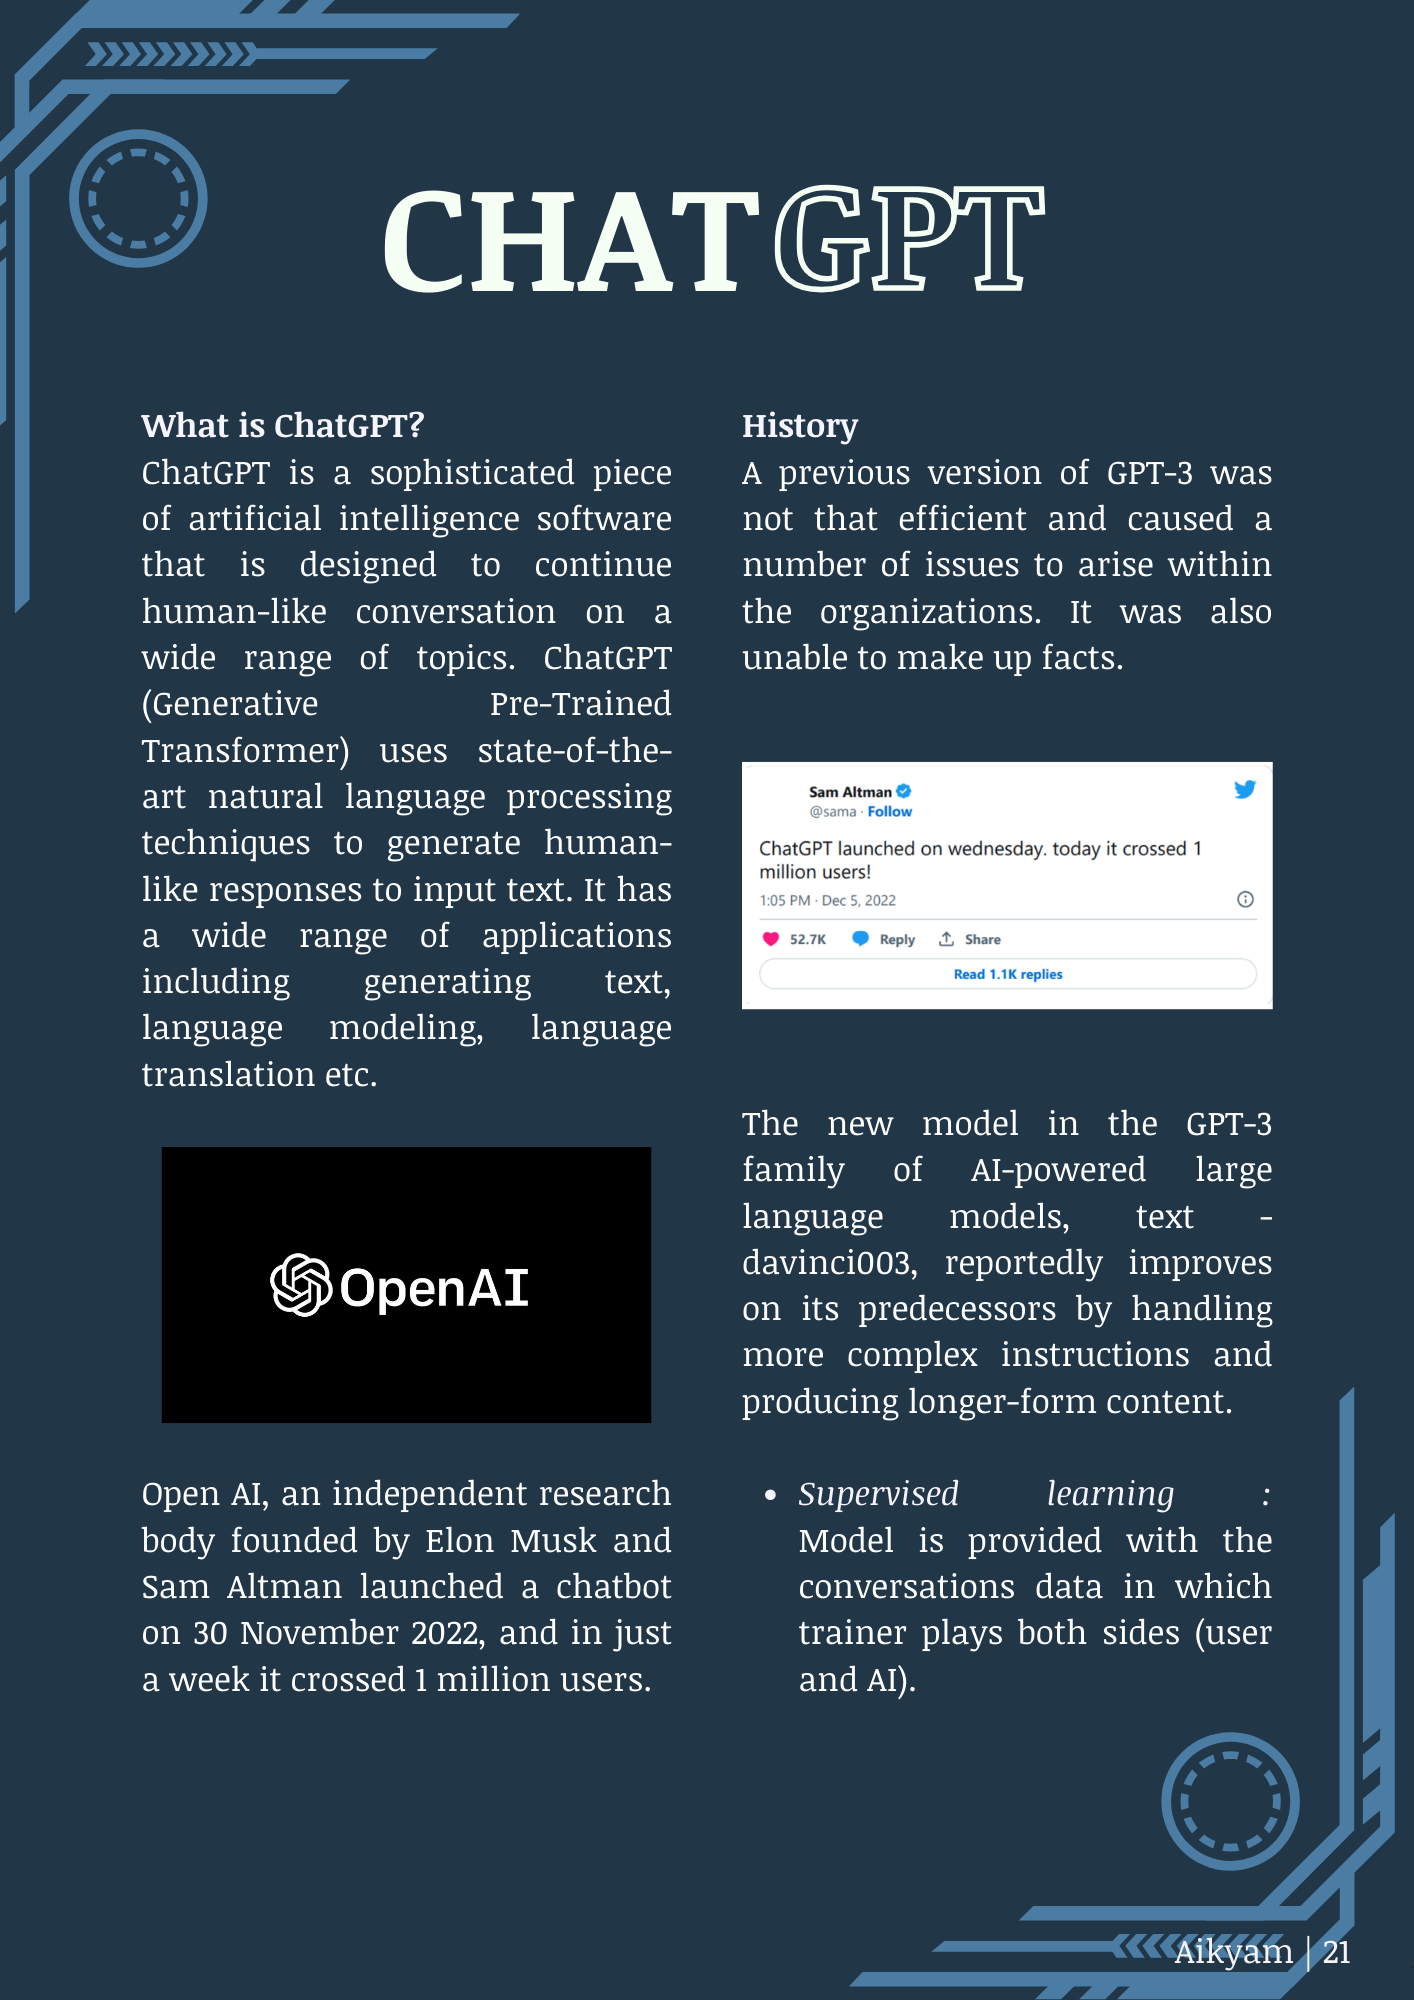 CHATGPT
What is ChatGPT?
ChatGPT is a sophisticated piece
of artificial intelligence software
that is designed to continue
human-like conversation on a
wide range of topics. ChatGPT
(Generative Pre-Trained
Transformer) uses state-of-the-
art natural language processing
techniques to generate human-
like responses to input text. It has
a wide range of applications
including generating text,
language modeling, language
translation etc.
OpenAI
Open AI, an independent research
body founded by Elon Musk and
Sam Altman launched a chatbot
on 30 November 2022, and in just
a week it crossed 1 million users.
History
A previous version of GPT-3 was
not that efficient and caused a
number of issues to arise within
the organizations. It was also
unable to make up facts.
Sam Altman
@sama · Follow
ChatGPT launched on wednesday. today it crossed 1
million users!
1:05 PM · Dec 5, 2022
52.7K Reply Share
Read 1.1K replies
The new model in the GPT-3
family of AI-powered large
language models, text -
davinci003, reportedly improves
on its predecessors by handling
more complex instructions and
producing longer-form content.
• Supervised learning :
Model is provided with the
conversations data in which
trainer plays both sides (user
and AI).
Aikyam | 21